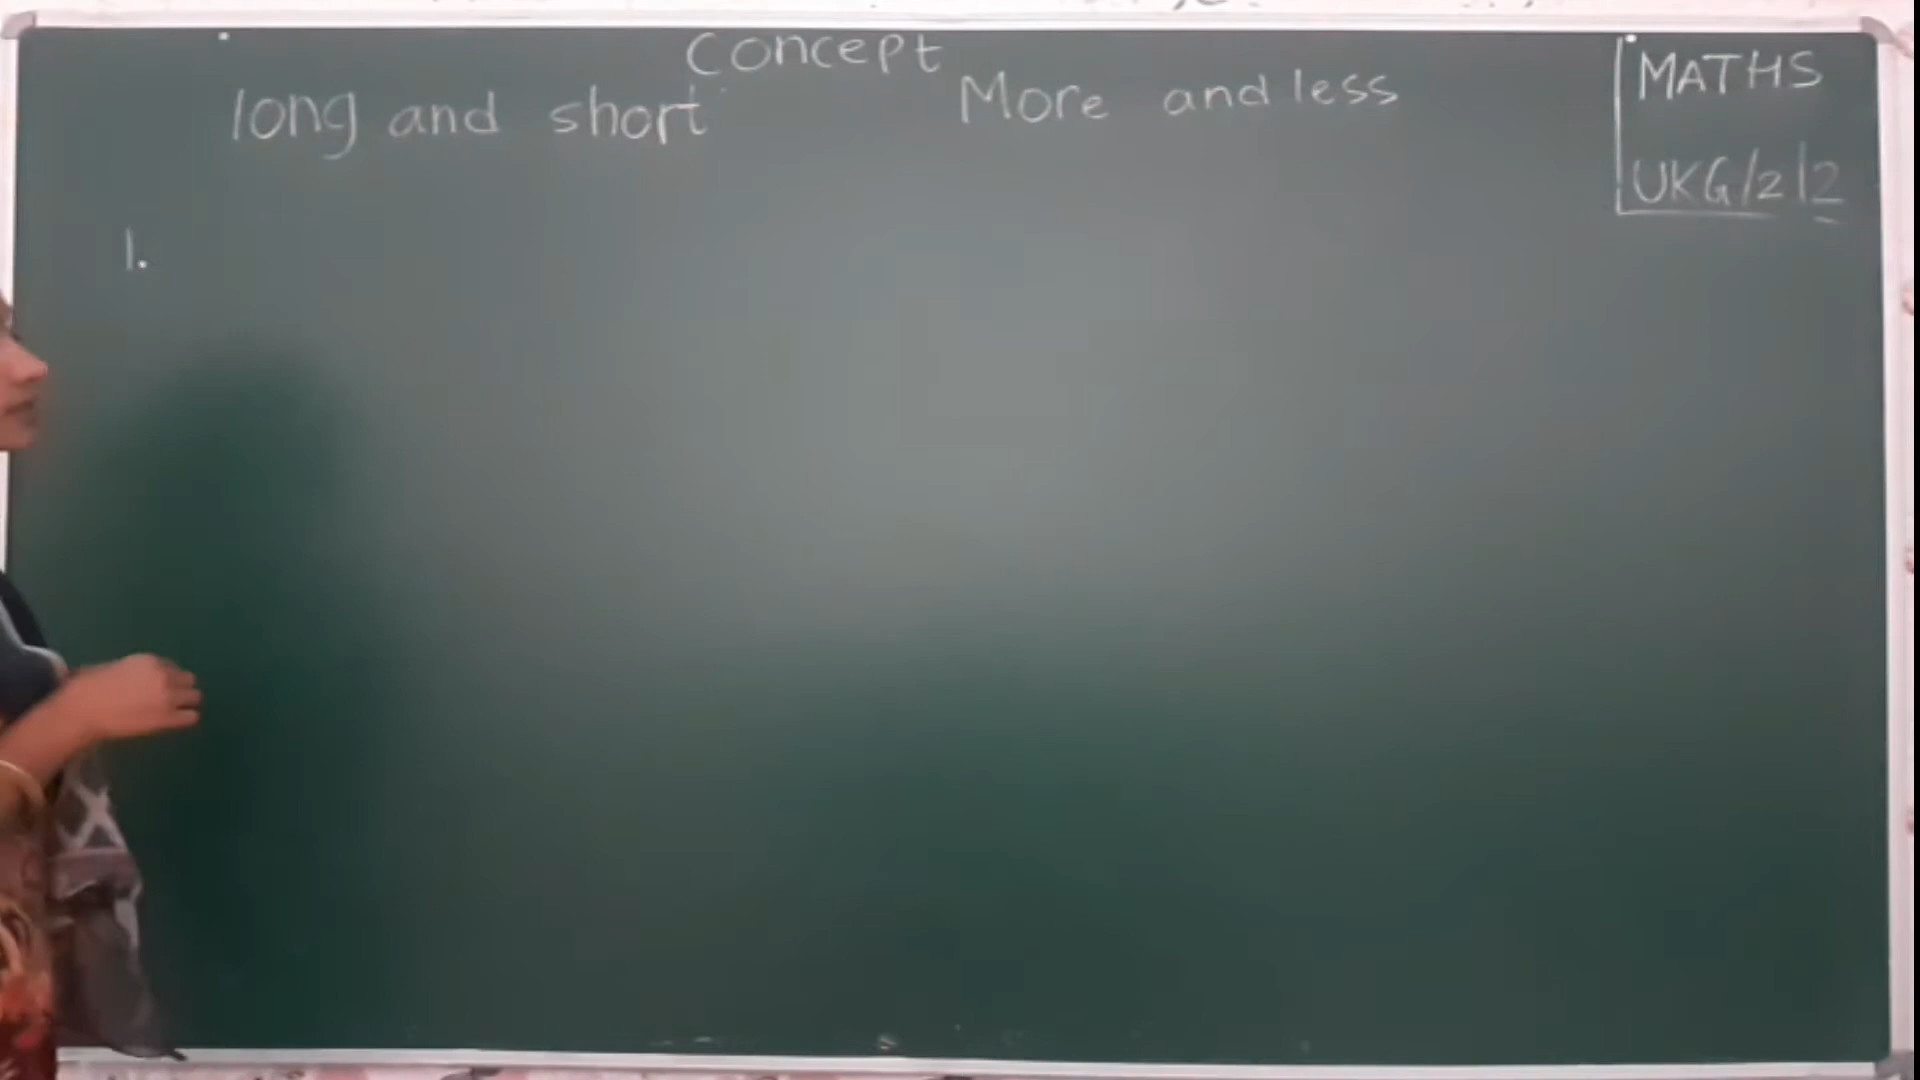 Concept
long and short
More and less
MATHS
UKG/2/2
1.